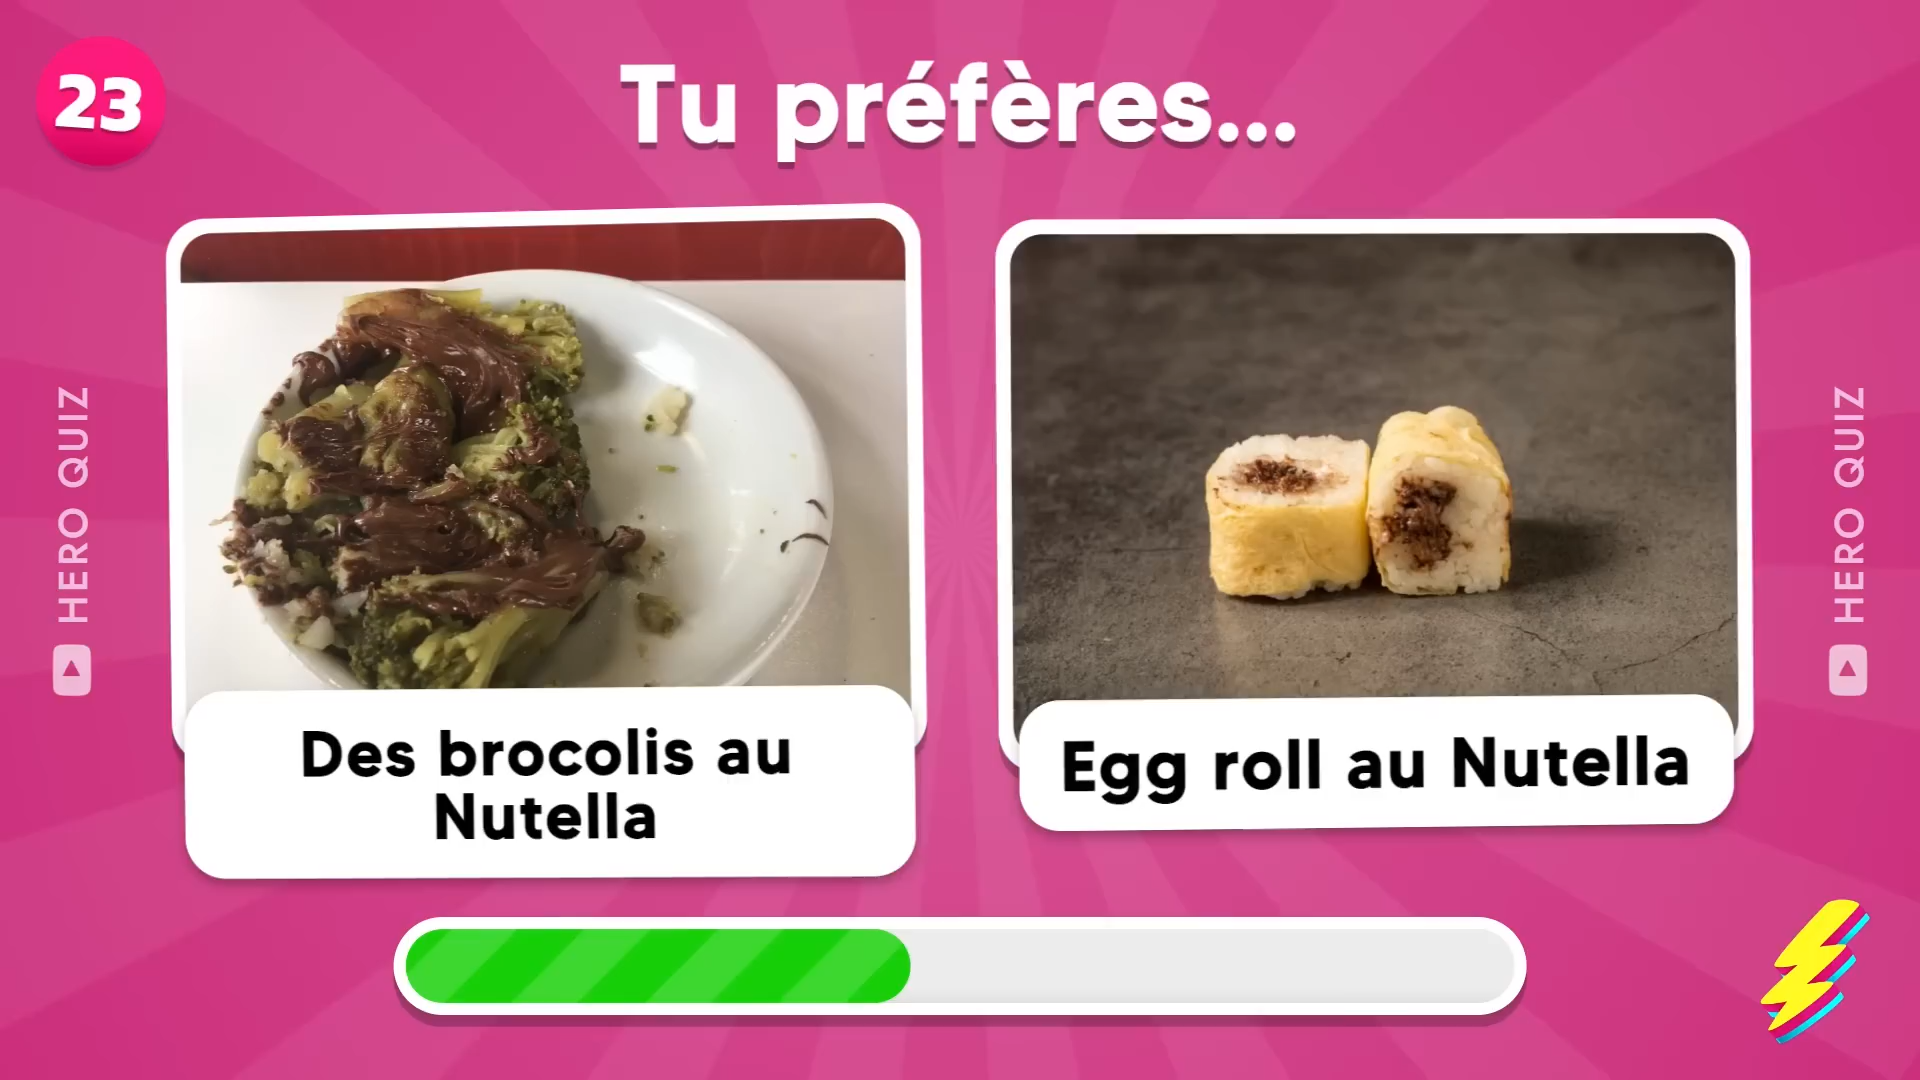 23
Tu préfères...
HERO QUIZ
Des brocolis au
Nutella
Egg roll au Nutella
HERO QUIZ